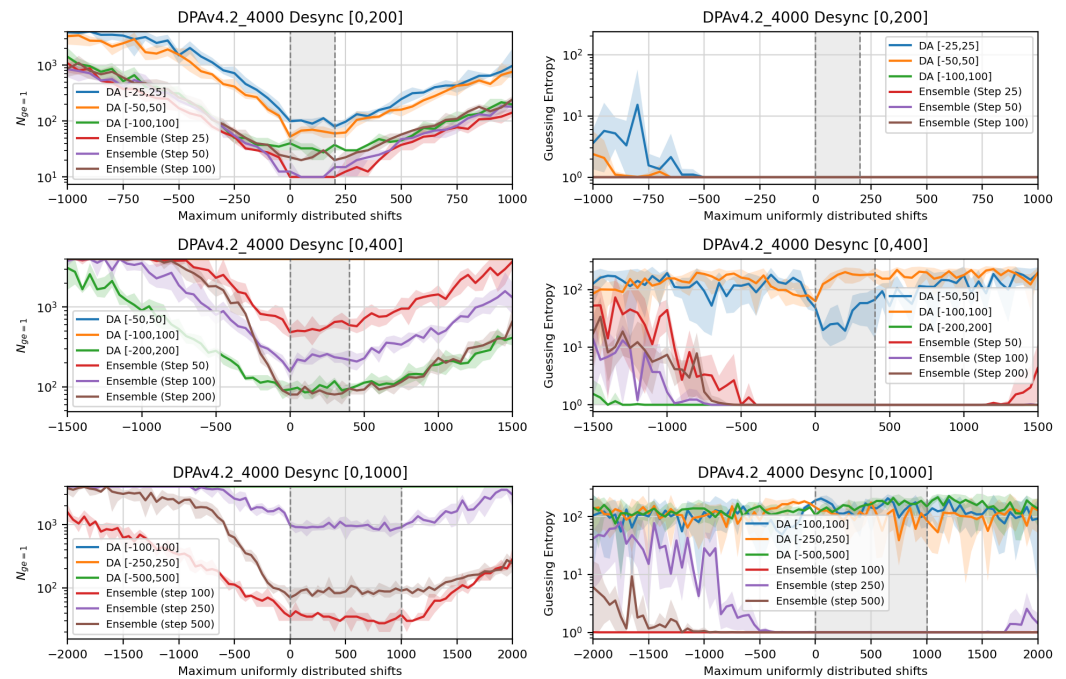 DPAv4.2_4000 Desync [0,200]
N_ge=1
10³
10²
10¹
DA [-25,25]
DA [-50,50]
DA [-100,100]
Ensemble (Step 25)
Ensemble (Step 50)
Ensemble (Step 100)
−1000 −750 −500 −250 0 250 500 750 1000
Maximum uniformly distributed shifts
DPAv4.2_4000 Desync [0,200]
Guessing Entropy
10²
10¹
10⁰
DA [-25,25]
DA [-50,50]
DA [-100,100]
Ensemble (Step 25)
Ensemble (Step 50)
Ensemble (Step 100)
−1000 −750 −500 −250 0 250 500 750 1000
Maximum uniformly distributed shifts
DPAv4.2_4000 Desync [0,400]
N_ge=1
10³
10²
DA [-50,50]
DA [-100,100]
DA [-200,200]
Ensemble (Step 50)
Ensemble (Step 100)
Ensemble (Step 200)
−1500 −1000 −500 0 500 1000 1500
DPAv4.2_4000 Desync [0,400]
Guessing Entropy
10²
10¹
10⁰
DA [-50,50]
DA [-100,100]
DA [-200,200]
Ensemble (Step 50)
Ensemble (Step 100)
Ensemble (Step 200)
−1500 −1000 −500 0 500 1000 1500
DPAv4.2_4000 Desync [0,1000]
N_ge=1
10³
10²
DA [-100,100]
DA [-250,250]
DA [-500,500]
Ensemble (step 100)
Ensemble (step 250)
Ensemble (step 500)
−2000 −1500 −1000 −500 0 500 1000 1500 2000
Maximum uniformly distributed shifts
DPAv4.2_4000 Desync [0,1000]
Guessing Entropy
10²
10¹
10⁰
DA [-100,100]
DA [-250,250]
DA [-500,500]
Ensemble (step 100)
Ensemble (step 250)
Ensemble (step 500)
−2000 −1500 −1000 −500 0 500 1000 1500 2000
Maximum uniformly distributed shifts